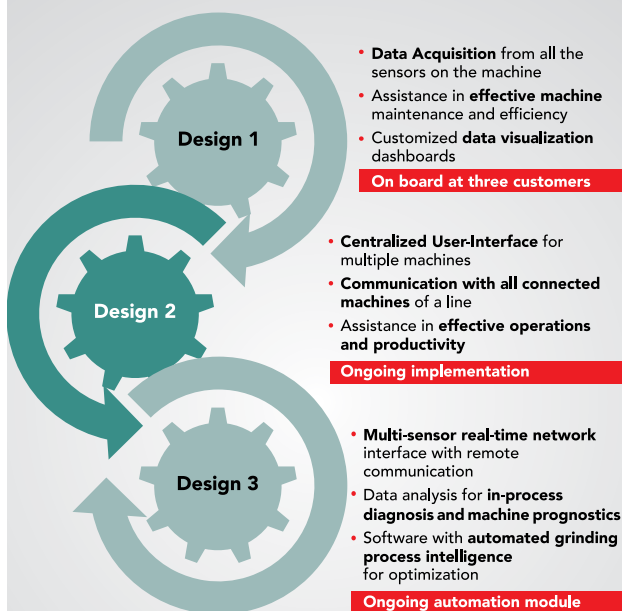 Design 1
• Data Acquisition from all the
sensors on the machine
• Assistance in effective machine
maintenance and efficiency
• Customized data visualization
dashboards
On board at three customers
Design 2
• Centralized User-Interface for
multiple machines
• Communication with all connected
machines of a line
• Assistance in effective operations
and productivity
Ongoing implementation
Design 3
• Multi-sensor real-time network
interface with remote
communication
• Data analysis for in-process
diagnosis and machine prognostics
• Software with automated grinding
process intelligence
for optimization
Ongoing automation module